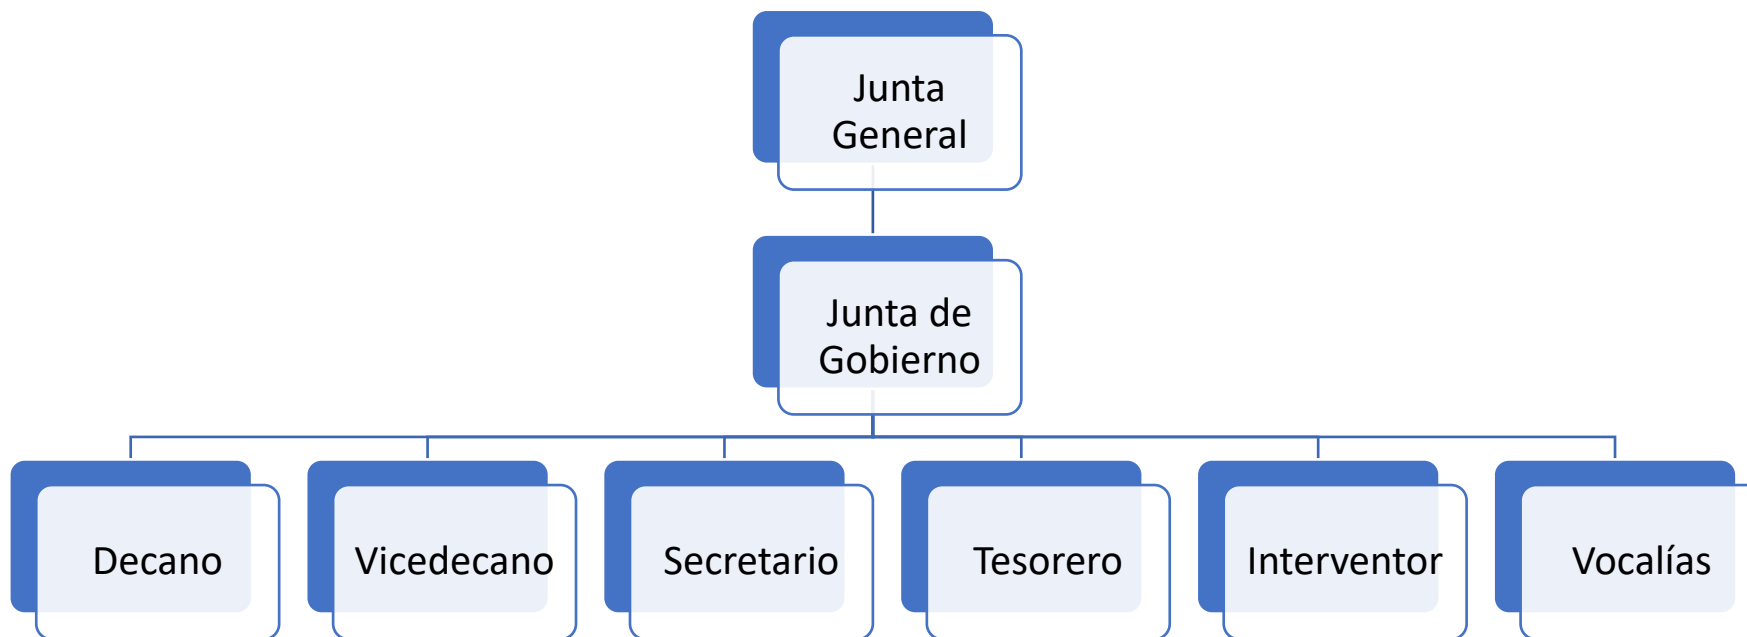 Junta
General
Junta de
Gobierno
Decano
Vicedecano
Secretario
Tesorero
Interventor
Vocalías